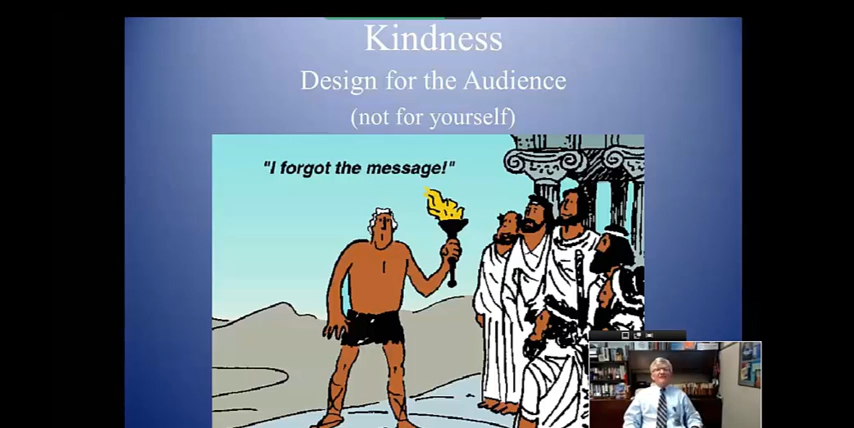 Kindness
Design for the Audience
(not for yourself)
"I forgot the message!"